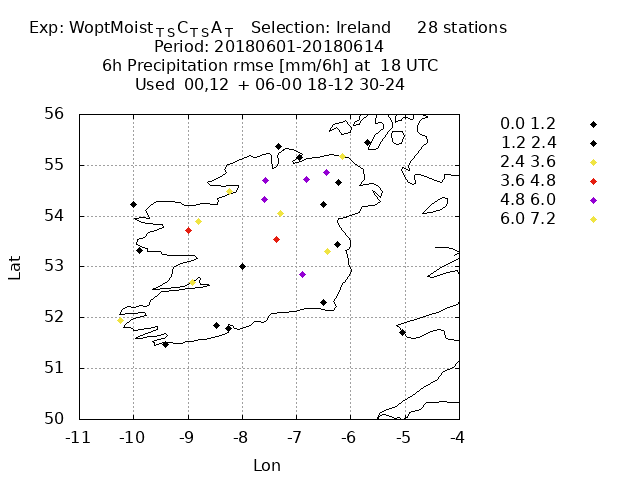 Exp: WoptMoist_TS C_TS A_T   Selection: Ireland     28 stations
Period: 20180601-20180614
6h Precipitation rmse [mm/6h] at  18 UTC
Used  00,12  + 06-00 18-12 30-24
56
55
54
53
52
51
50
-11 -10 -9 -8 -7 -6 -5 -4
Lat
Lon
0.0 1.2
1.2 2.4
2.4 3.6
3.6 4.8
4.8 6.0
6.0 7.2